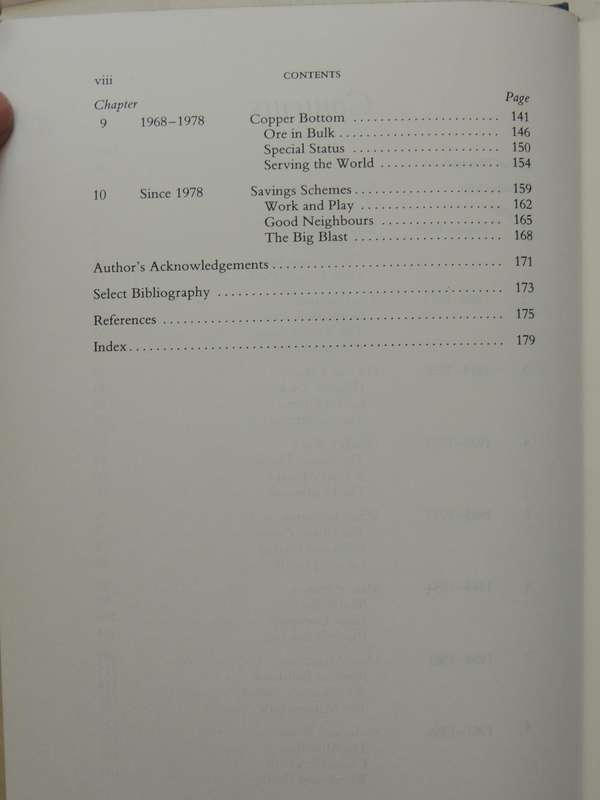 viii CONTENTS
Chapter Page
9 1968–1978 Copper Bottom ....................... 141
Ore in Bulk ......................... 146
Special Status ....................... 150
Serving the World .................. 154
10 Since 1978 Savings Schemes ...................... 159
Work and Play ..................... 162
Good Neighbours .................. 165
The Big Blast ...................... 168
Author's Acknowledgements ................................... 171
Select Bibliography ........................................... 173
References .................................................... 175
Index ......................................................... 179